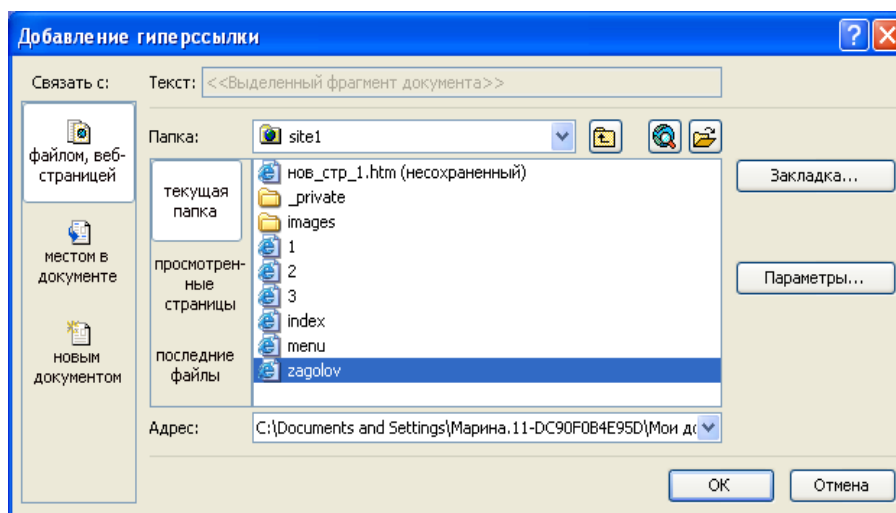 Добавление гиперссылки
Связать с:
Текст: <<Выделенный фрагмент документа>>
файлом, веб-
страницей
местом в
документе
новым
документом
Папка: site1
текущая
папка
просмотрен-
ные
страницы
последние
файлы
нов_стр_1.htm (несохраненный)
_private
images
1
2
3
index
menu
zagolov
Закладка...
Параметры...
Адрес: C:\Documents and Settings\Марина.11-DC90F0B4E95D\Мои
ОК
Отмена